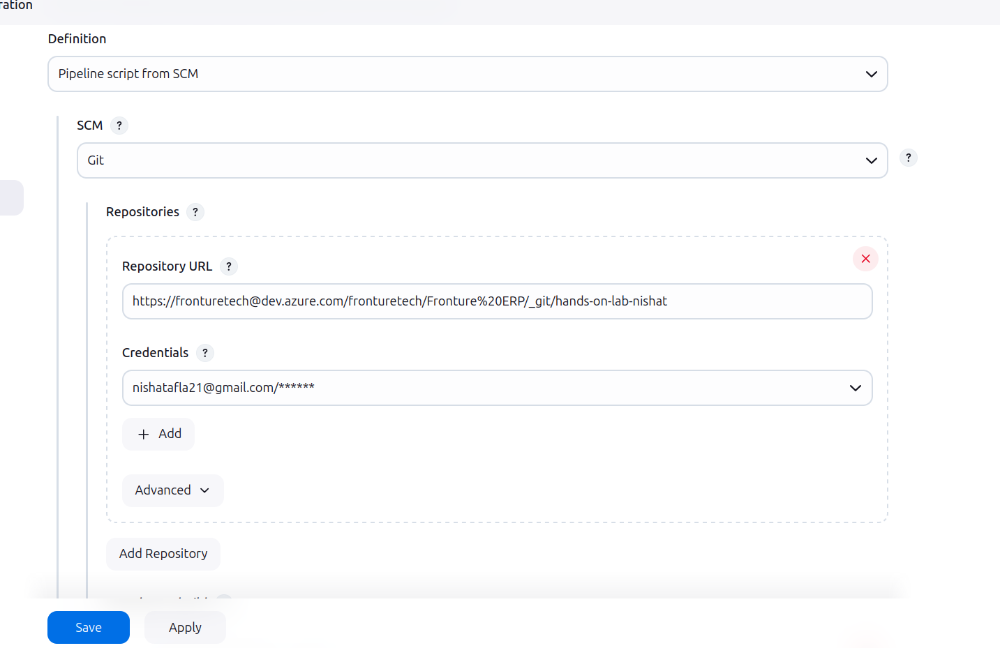 ration
Definition
Pipeline script from SCM
SCM ?
Git
?
Repositories ?
Repository URL ?
https://fronturetech@dev.azure.com/fronturetech/Fronture%20ERP/_git/hands-on-lab-nishat
Credentials ?
nishatafla21@gmail.com/******
+ Add
Advanced
Add Repository
Save
Apply